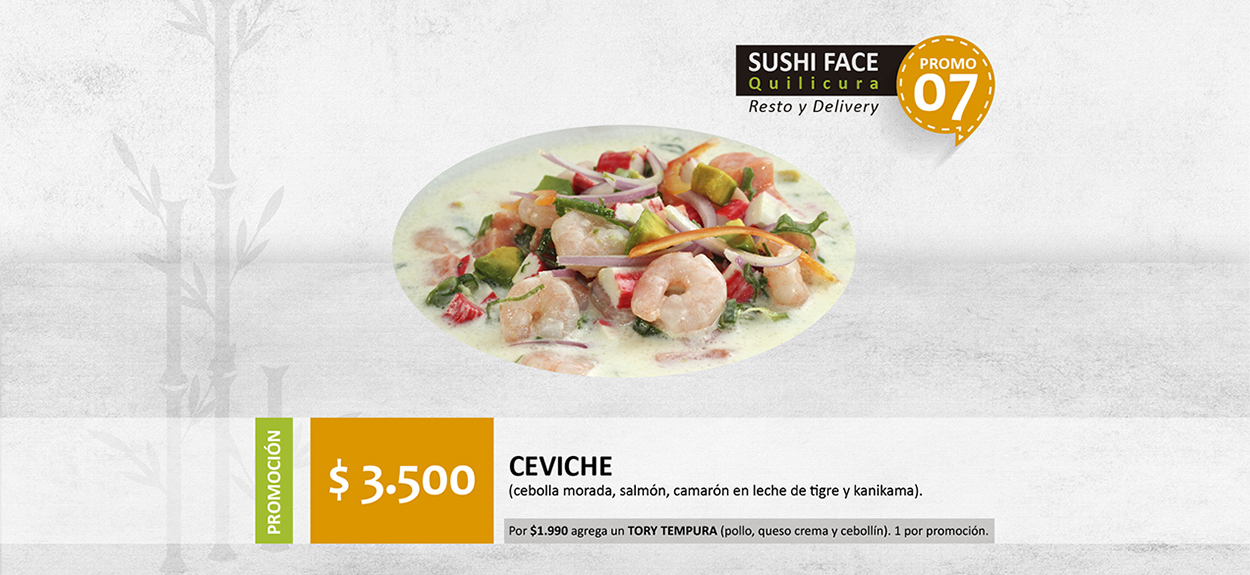 SUSHI FACE
Quilicura
Resto y Delivery
PROMO
07
PROMOCIÓN
$ 3.500
CEVICHE
(cebolla morada, salmón, camarón en leche de tigre y kanikama).
Por $1.990 agrega un TORY TEMPURA (pollo, queso crema y cebollín). 1 por promoción.